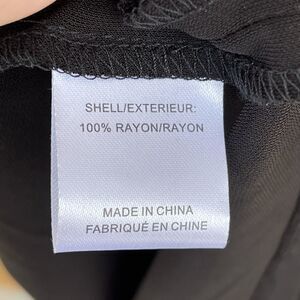 SHELL/EXTERIEUR:
100% RAYON/RAYON
MADE IN CHINA
FABRIQUÉ EN CHINE